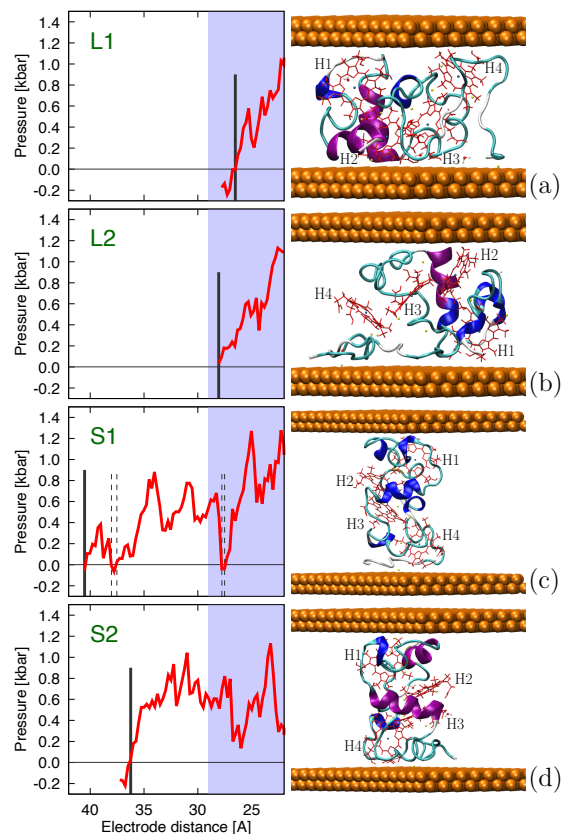 L1
Pressure [kbar]
1.4
1.2
1.0
0.8
0.6
0.4
0.2
0.0
-0.2
H1
H4
H2
H3
(a)
L2
Pressure [kbar]
1.4
1.2
1.0
0.8
0.6
0.4
0.2
0.0
-0.2
H2
H4
H3
H1
(b)
S1
Pressure [kbar]
1.4
1.2
1.0
0.8
0.6
0.4
0.2
0.0
-0.2
H1
H2
H3
H4
(c)
S2
Pressure [kbar]
1.4
1.2
1.0
0.8
0.6
0.4
0.2
0.0
-0.2
H1
H2
H3
H4
(d)
40 35 30 25
Electrode distance [A]